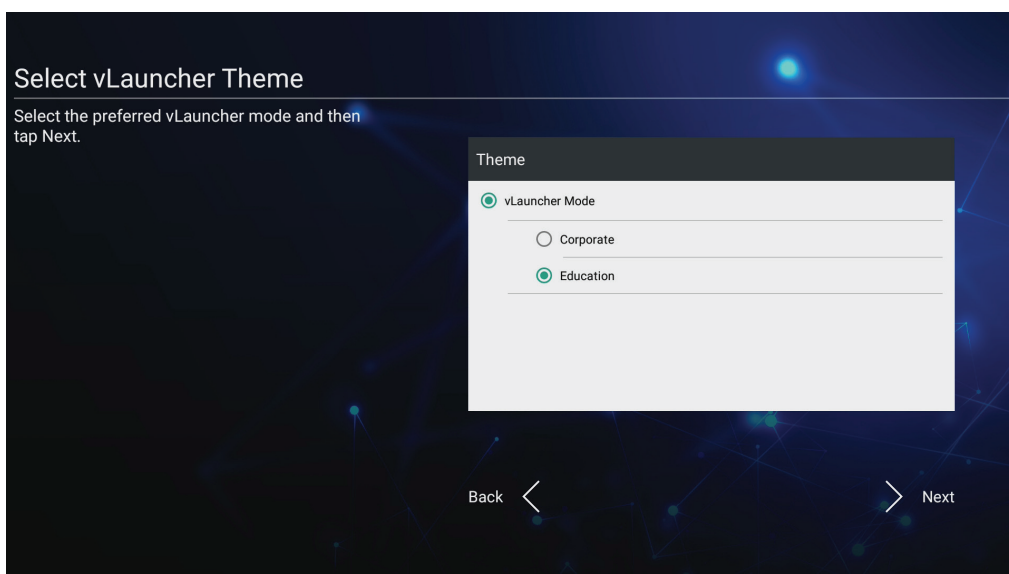 Select vLauncher Theme
Select the preferred vLauncher mode and then
tap Next.
Theme
vLauncher Mode
Corporate
Education
Back
Next